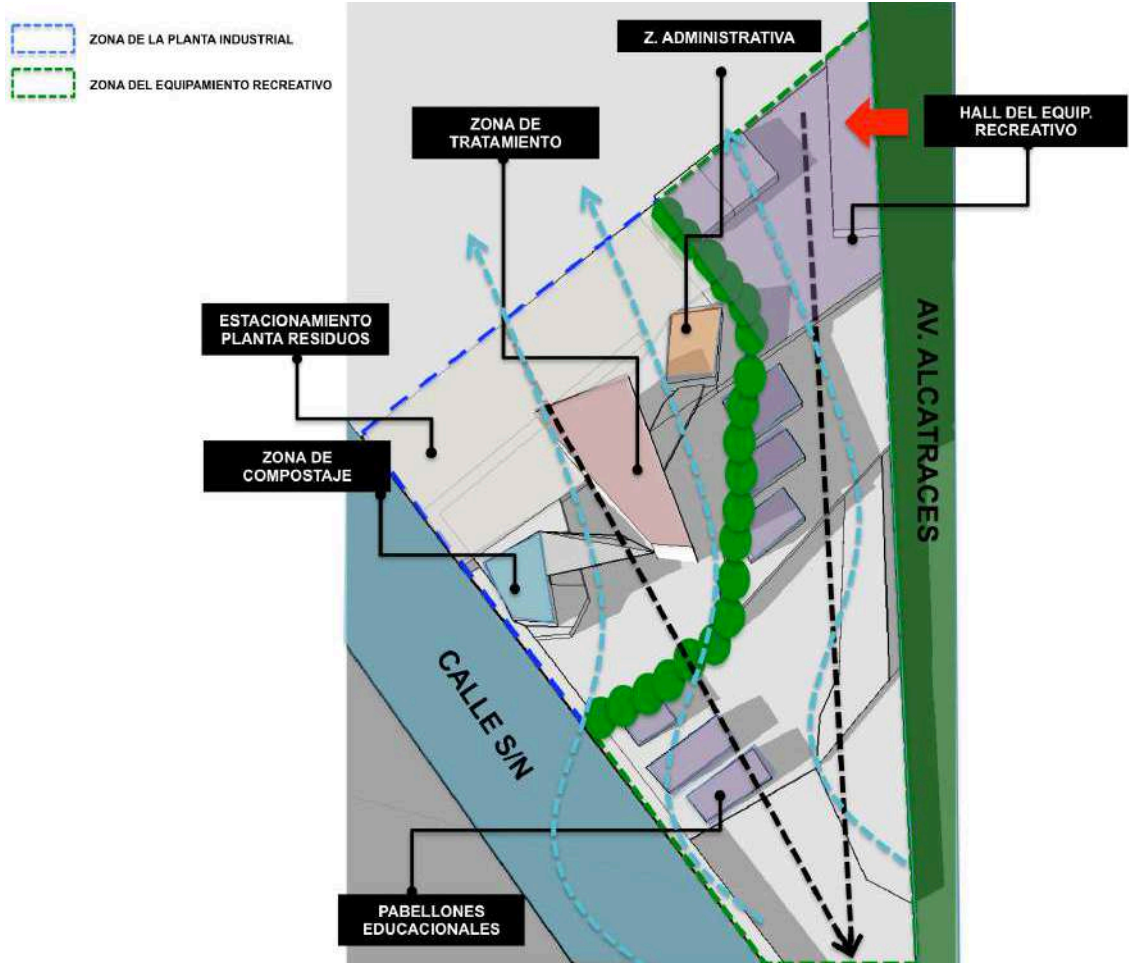 ZONA DE LA PLANTA INDUSTRIAL
ZONA DEL EQUIPAMIENTO RECREATIVO
Z. ADMINISTRATIVA
ZONA DE
TRATAMIENTO
HALL DEL EQUIP.
RECREATIVO
ESTACIONAMIENTO
PLANTA RESIDUOS
AV. ALCATRACES
ZONA DE
COMPOSTAJE
CALLE S/N
PABELLONES
EDUCACIONALES